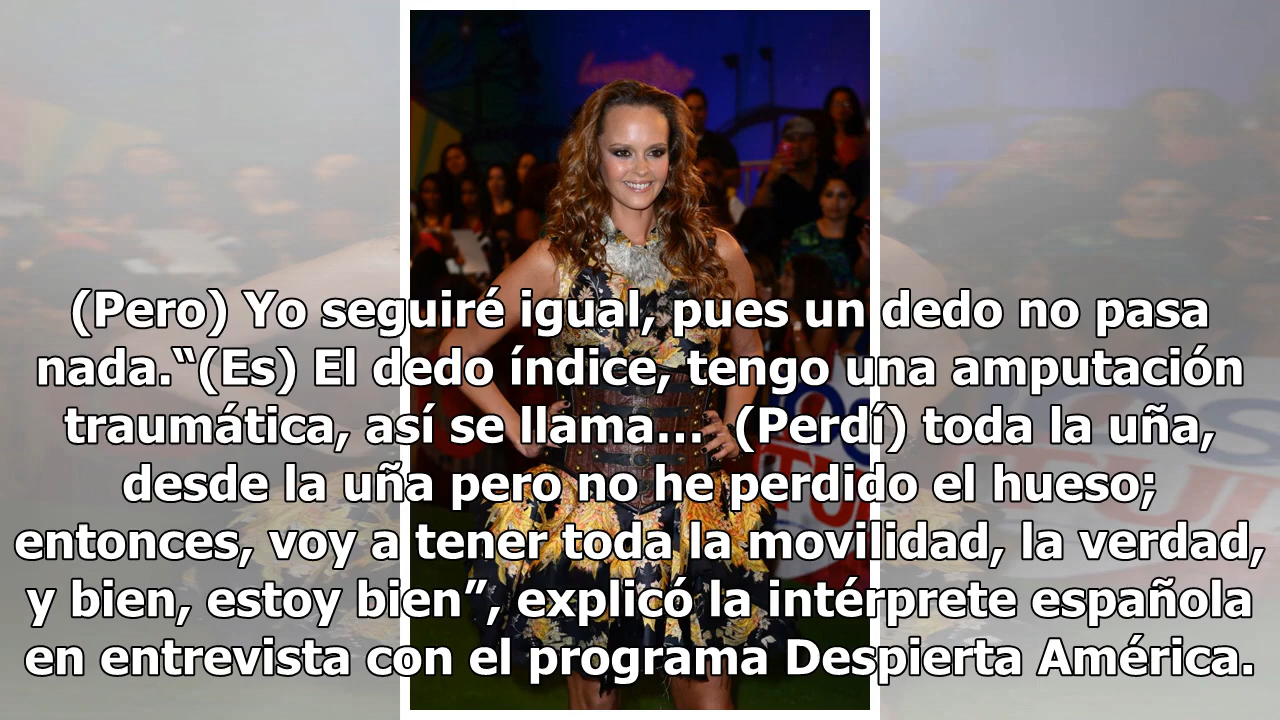 (Pero) Yo seguiré igual, pues un dedo no pasa
nada.“(Es) El dedo índice, tengo una amputación
traumática, así se llama... (Perdí) toda la uña,
desde la uña pero no he perdido el hueso;
entonces, voy a tener toda la movilidad, la verdad,
y bien, estoy bien”, explicó la intérprete española
en entrevista con el programa Despierta América.